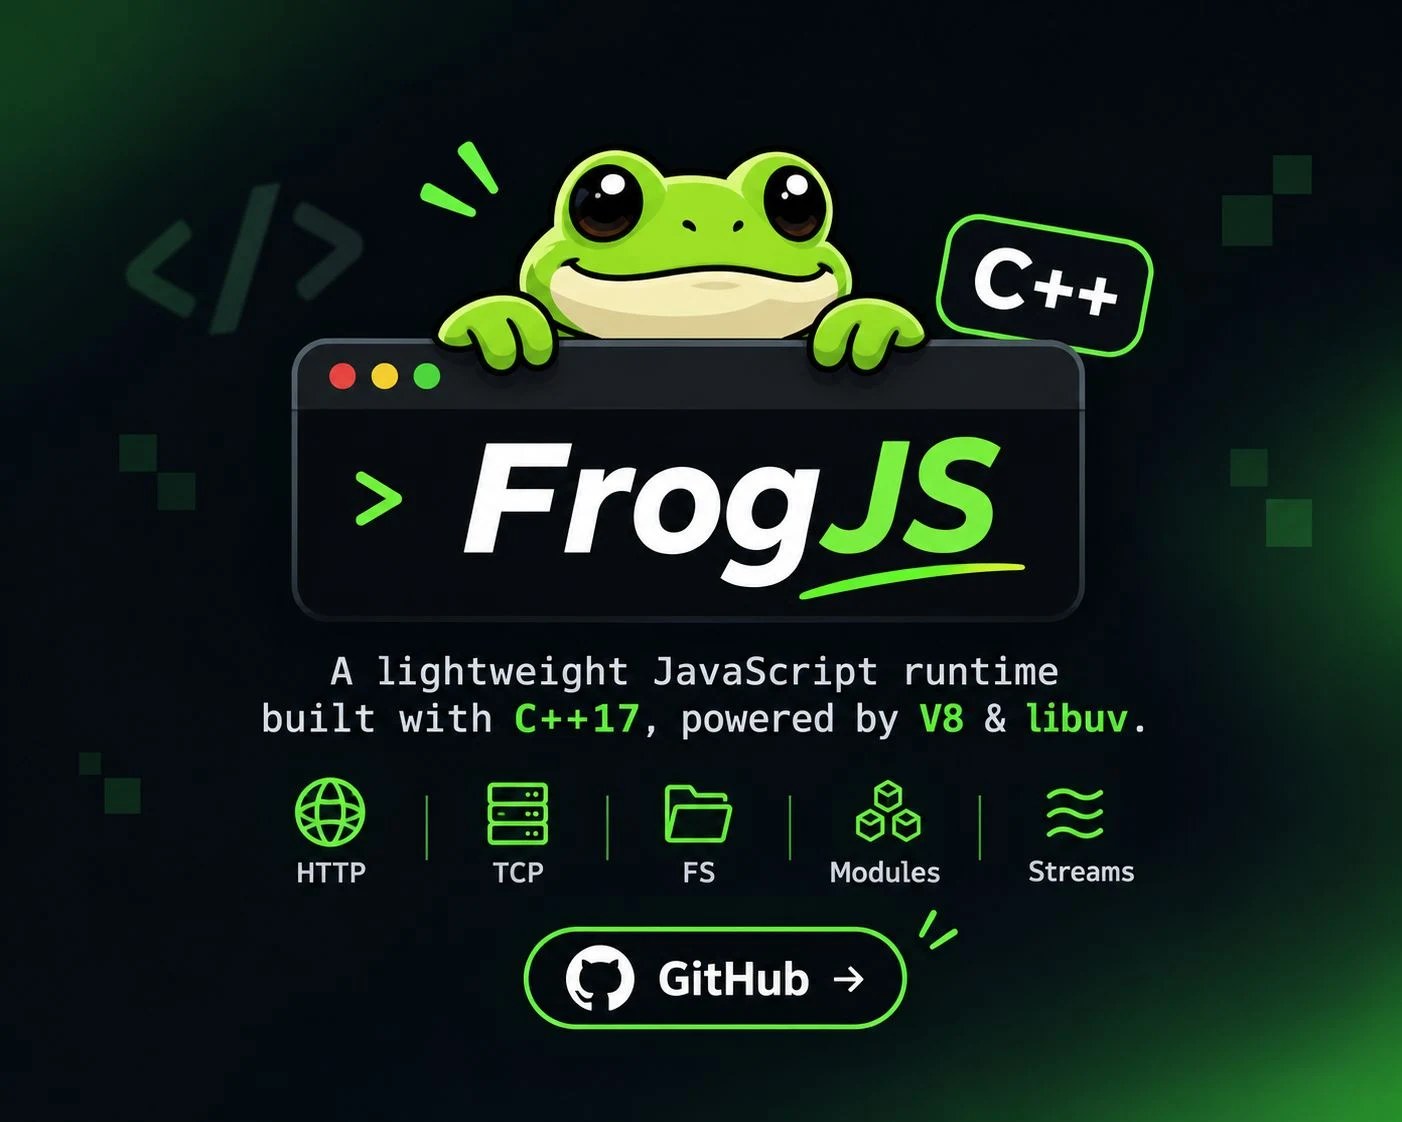 </>
C++
> FrogJS
A lightweight JavaScript runtime
built with C++17, powered by V8 & libuv.
HTTP
TCP
FS
Modules
Streams
GitHub →